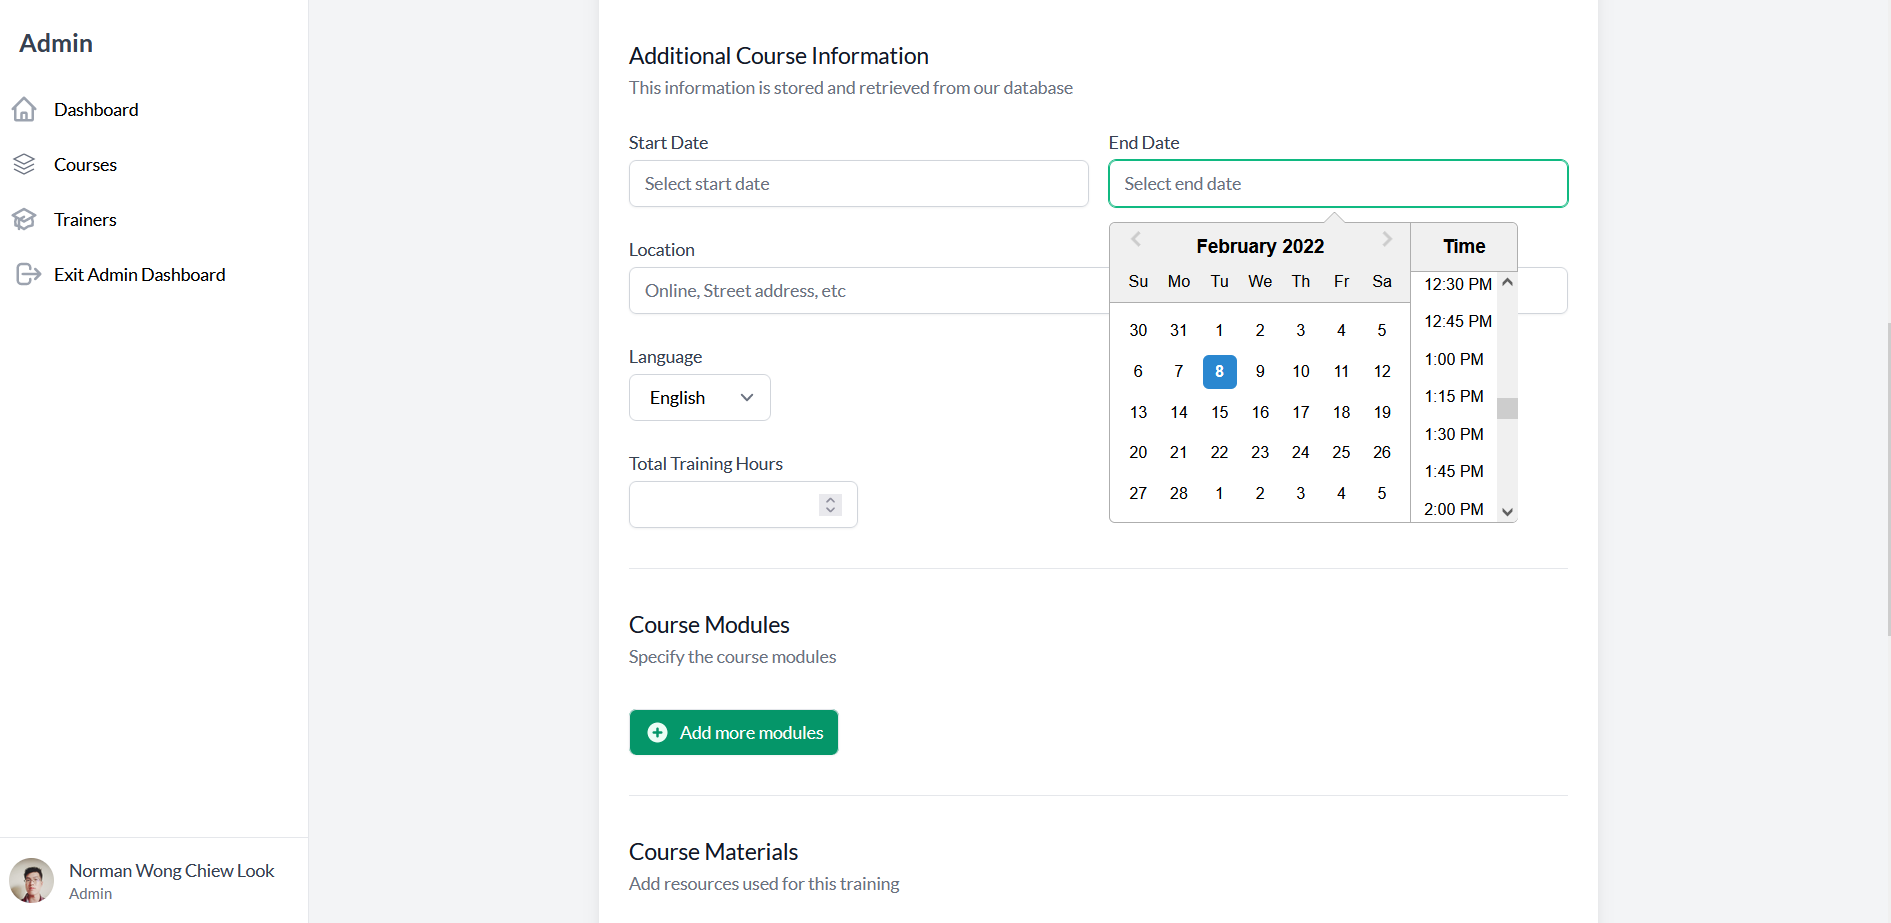 Admin
Dashboard
Courses
Trainers
Exit Admin Dashboard
Norman Wong Chiew Look
Admin
Additional Course Information
This information is stored and retrieved from our database
Start Date
Select start date
End Date
Select end date
February 2022
Su Mo Tu We Th Fr Sa
30 31 1 2 3 4 5
6 7 8 9 10 11 12
13 14 15 16 17 18 19
20 21 22 23 24 25 26
27 28 1 2 3 4 5
Time
12:30 PM
12:45 PM
1:00 PM
1:15 PM
1:30 PM
1:45 PM
2:00 PM
Location
Online, Street address, etc
Language
English
Total Training Hours
Course Modules
Specify the course modules
Add more modules
Course Materials
Add resources used for this training